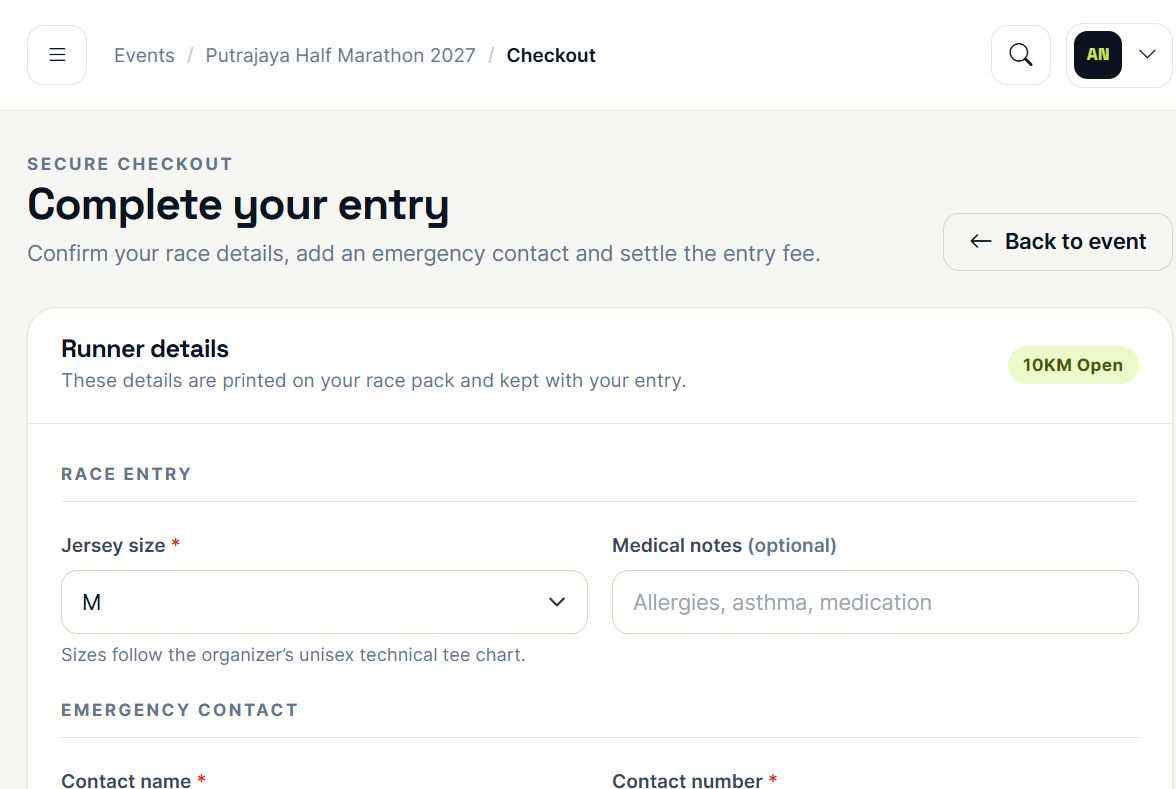 Events / Putrajaya Half Marathon 2027 / Checkout
AN
SECURE CHECKOUT
Complete your entry
Confirm your race details, add an emergency contact and settle the entry fee.
← Back to event
Runner details
These details are printed on your race pack and kept with your entry.
10KM Open
RACE ENTRY
Jersey size *
Medical notes (optional)
M
Allergies, asthma, medication
Sizes follow the organizer’s unisex technical tee chart.
EMERGENCY CONTACT
Contact name *
Contact number *